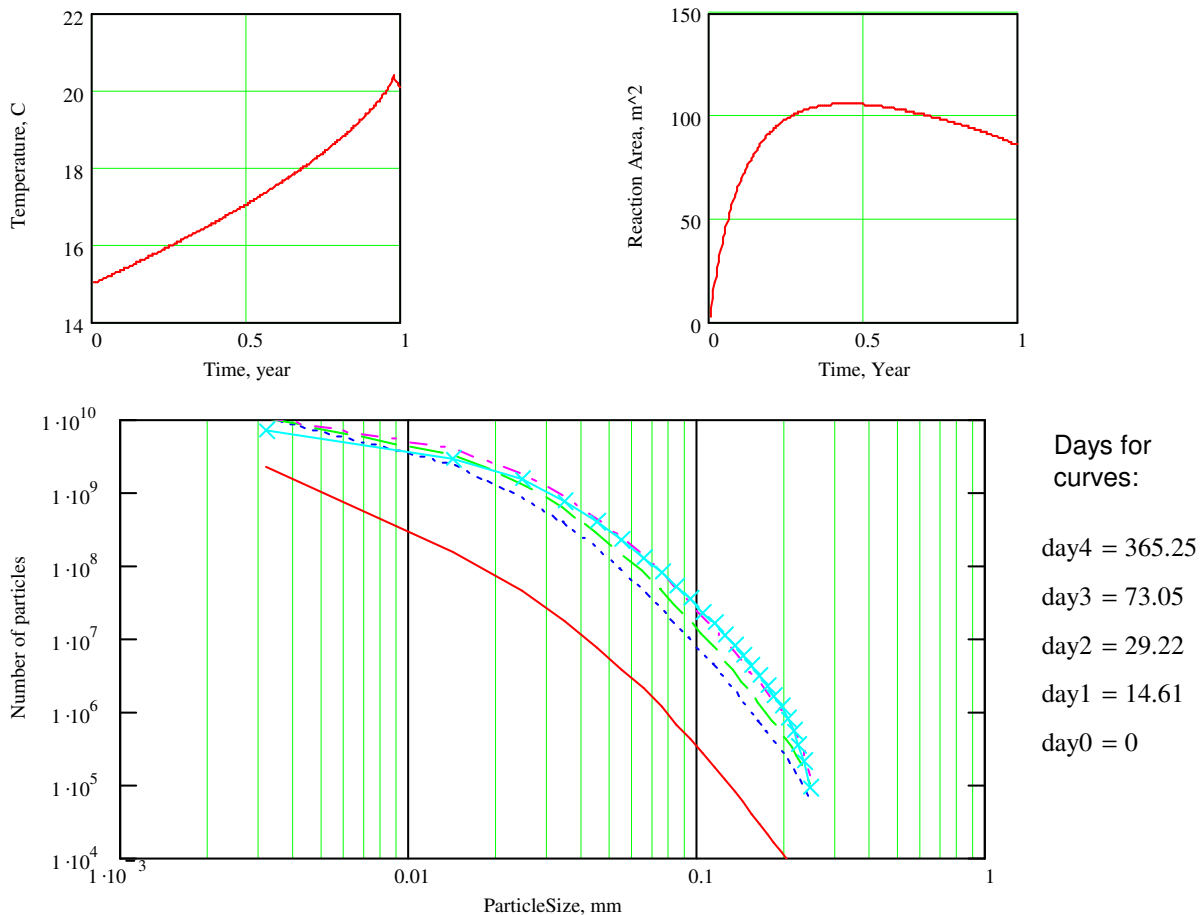 22
20
18
16
14
Temperature, C
0
0.5
1
Time, year
150
100
50
0
Reaction Area, m^2
0
0.5
1
Time, Year
1·10^10
1·10^9
1·10^8
1·10^7
1·10^6
1·10^5
1·10^4
Number of particles
1·10^−3
0.01
0.1
1
ParticleSize, mm
Days for
curves:
day4 = 365.25
day3 = 73.05
day2 = 29.22
day1 = 14.61
day0 = 0